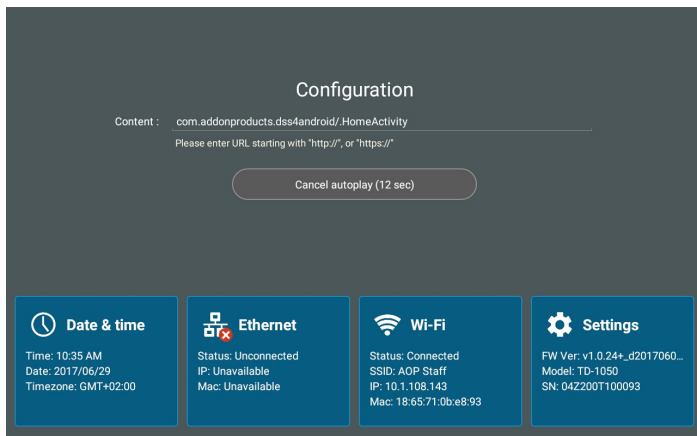 Configuration
Content : com.addonproducts.dss4android/.HomeActivity
Please enter URL starting with "http://", or "https://"
Cancel autoplay (12 sec)
Date & time
Time: 10:35 AM
Date: 2017/06/29
Timezone: GMT+02:00
Ethernet
Status: Unconnected
IP: Unavailable
Mac: Unavailable
Wi-Fi
Status: Connected
SSID: AOP Staff
IP: 10.1.108.143
Mac: 18:65:71:0b:e8:93
Settings
FW Ver: v1.0.24+_d2017060...
Model: TD-1050
SN: 04Z200T100093